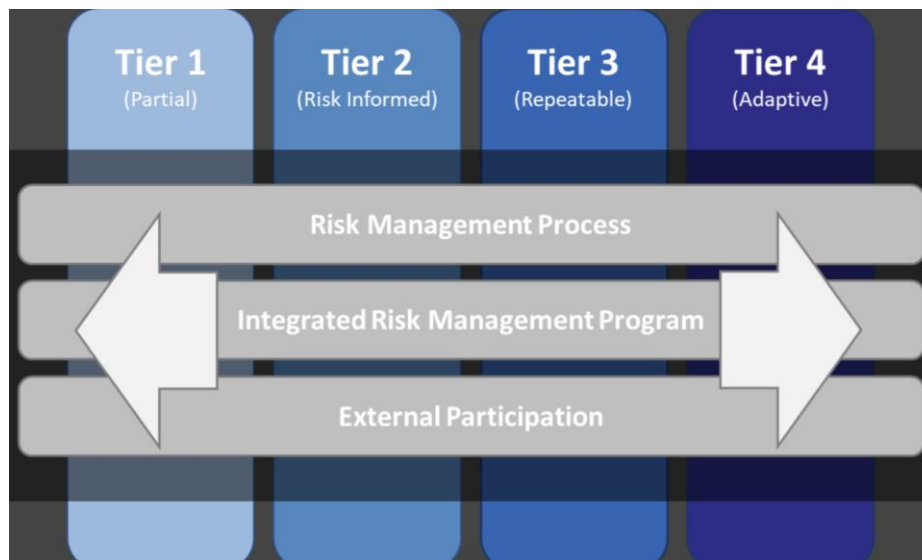 Tier 1
(Partial)
Tier 2
(Risk Informed)
Tier 3
(Repeatable)
Tier 4
(Adaptive)
Risk Management Process
Integrated Risk Management Program
External Participation